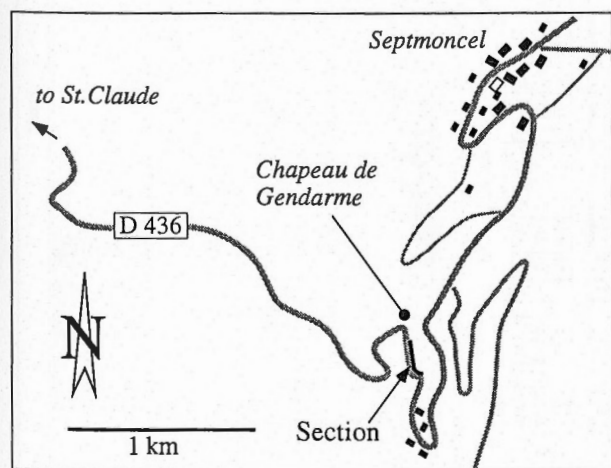 Septmoncel
to St.Claude
Chapeau de
Gendarme
D 436
N
Section
1 km